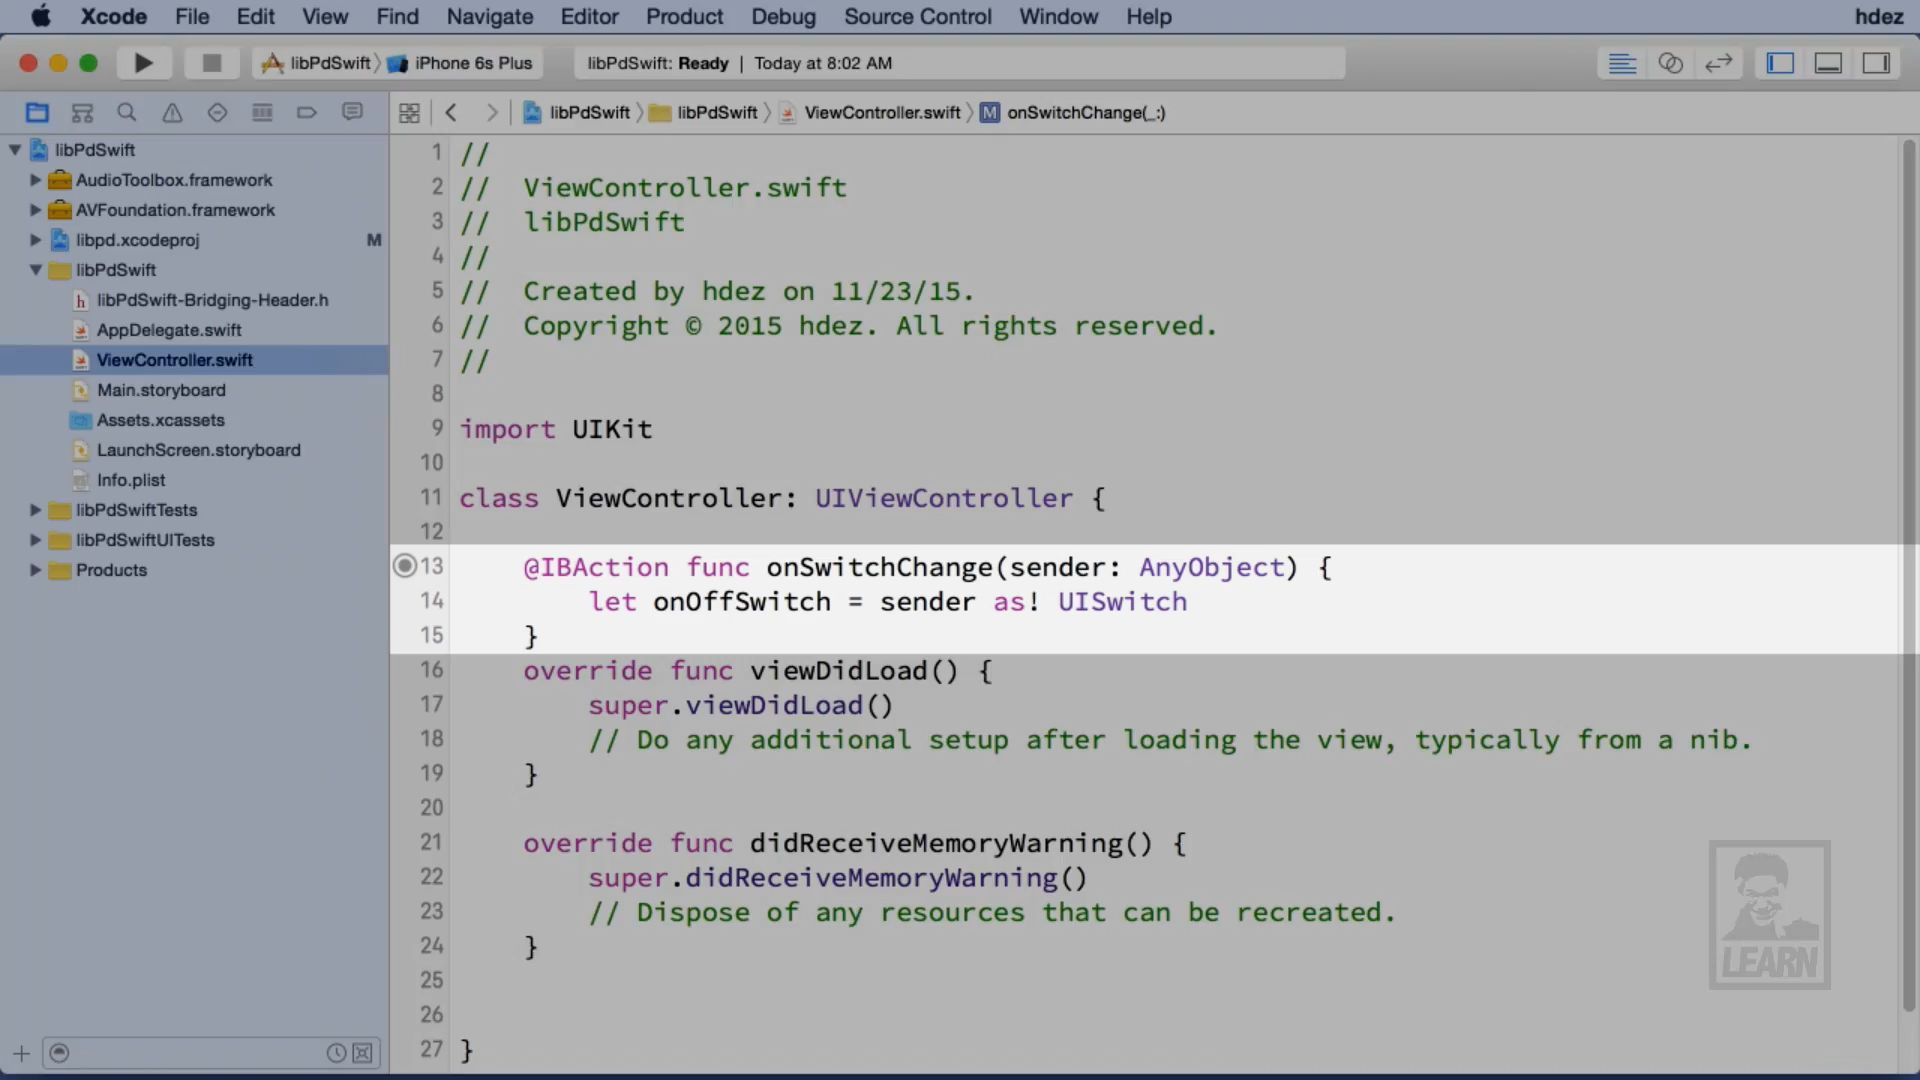 Xcode File Edit View Find Navigate Editor Product Debug Source Control Window Help hdez
libPdSwift iPhone 6s Plus libPdSwift: Ready | Today at 8:02 AM
libPdSwift libPdSwift ViewController.swift M onSwitchChange(_:)
libPdSwift
AudioToolbox.framework
AVFoundation.framework
libpd.xcodeproj M
libPdSwift
h libPdSwift-Bridging-Header.h
AppDelegate.swift
ViewController.swift
Main.storyboard
Assets.xcassets
LaunchScreen.storyboard
Info.plist
libPdSwiftTests
libPdSwiftUITests
Products
1 //
2 //  ViewController.swift
3 //  libPdSwift
4 //
5 //  Created by hdez on 11/23/15.
6 //  Copyright © 2015 hdez. All rights reserved.
7 //
8
9 import UIKit
10
11 class ViewController: UIViewController {
12
13     @IBAction func onSwitchChange(sender: AnyObject) {
14         let onOffSwitch = sender as! UISwitch
15     }
16     override func viewDidLoad() {
17         super.viewDidLoad()
18         // Do any additional setup after loading the view, typically from a nib.
19     }
20
21     override func didReceiveMemoryWarning() {
22         super.didReceiveMemoryWarning()
23         // Dispose of any resources that can be recreated.
24     }
25
26
27 }
LEARN